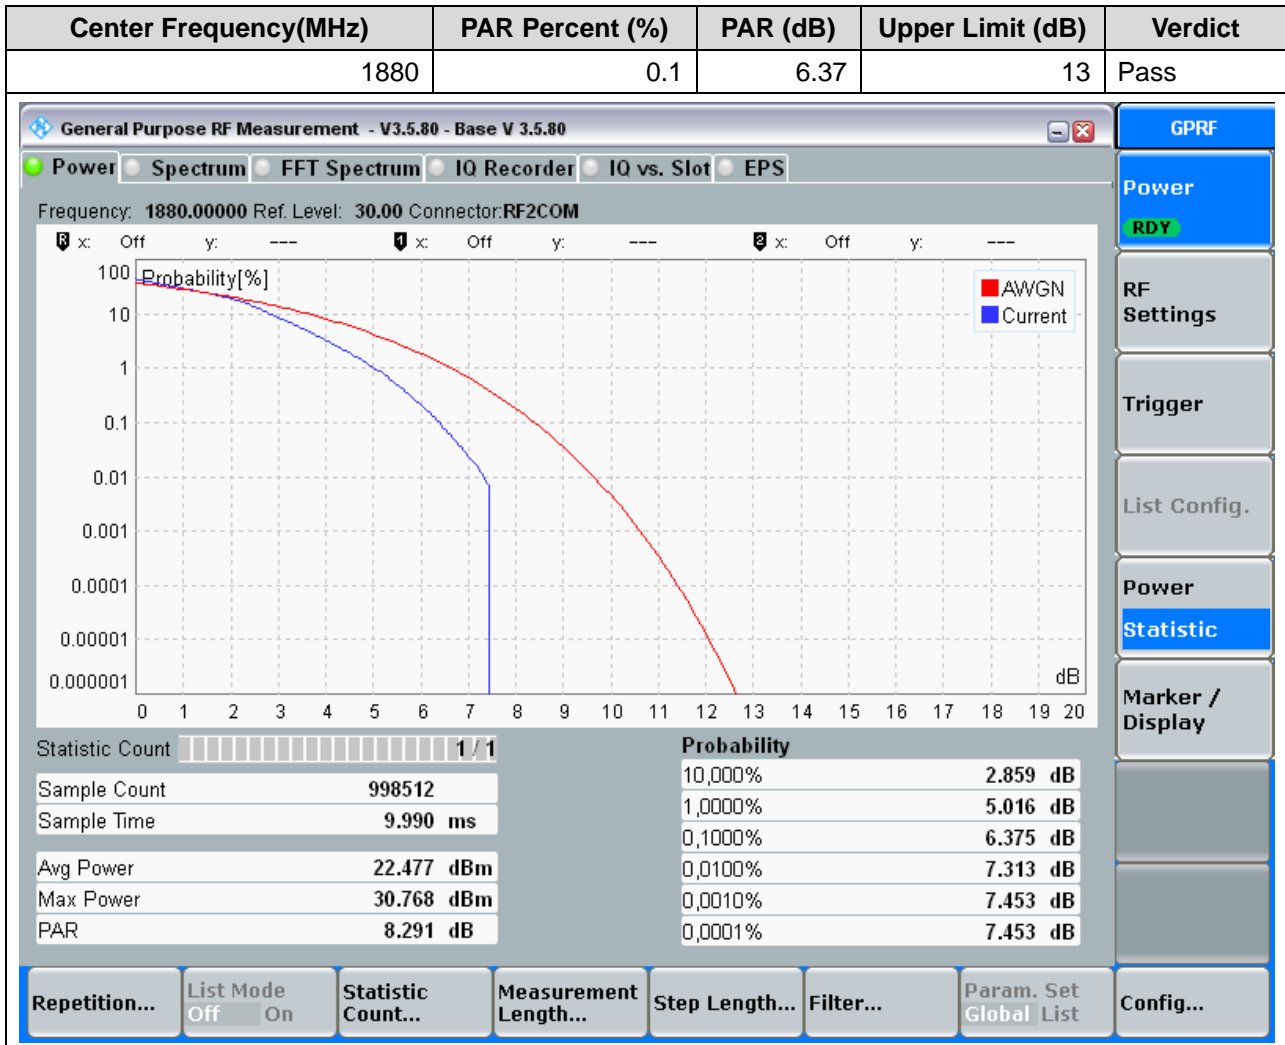 Center Frequency(MHz) PAR Percent (%) PAR (dB) Upper Limit (dB) Verdict
1880 0.1 6.37 13 Pass
General Purpose RF Measurement - V3.5.80 - Base V 3.5.80
GPRF
Power Spectrum FFT Spectrum IQ Recorder IQ vs. Slot EPS
Power
RDY
Frequency: 1880.00000 Ref. Level: 30.00 Connector:RF2COM
R x: Off y: --- 1 x: Off y: --- 2 x: Off y: ---
Probability[%]
AWGN
Current
100
10
1
0.1
0.01
0.001
0.0001
0.00001
0.000001
dB
0 1 2 3 4 5 6 7 8 9 10 11 12 13 14 15 16 17 18 19 20
RF
Settings
Trigger
List Config.
Power
Statistic
Marker /
Display
Statistic Count 1 / 1
Sample Count 998512
Sample Time 9.990 ms
Avg Power 22.477 dBm
Max Power 30.768 dBm
PAR 8.291 dB
Probability
10,000% 2.859 dB
1,0000% 5.016 dB
0,1000% 6.375 dB
0,0100% 7.313 dB
0,0010% 7.453 dB
0,0001% 7.453 dB
Repetition...
List Mode
Off On
Statistic
Count...
Measurement
Length...
Step Length...
Filter...
Param. Set
Global List
Config...